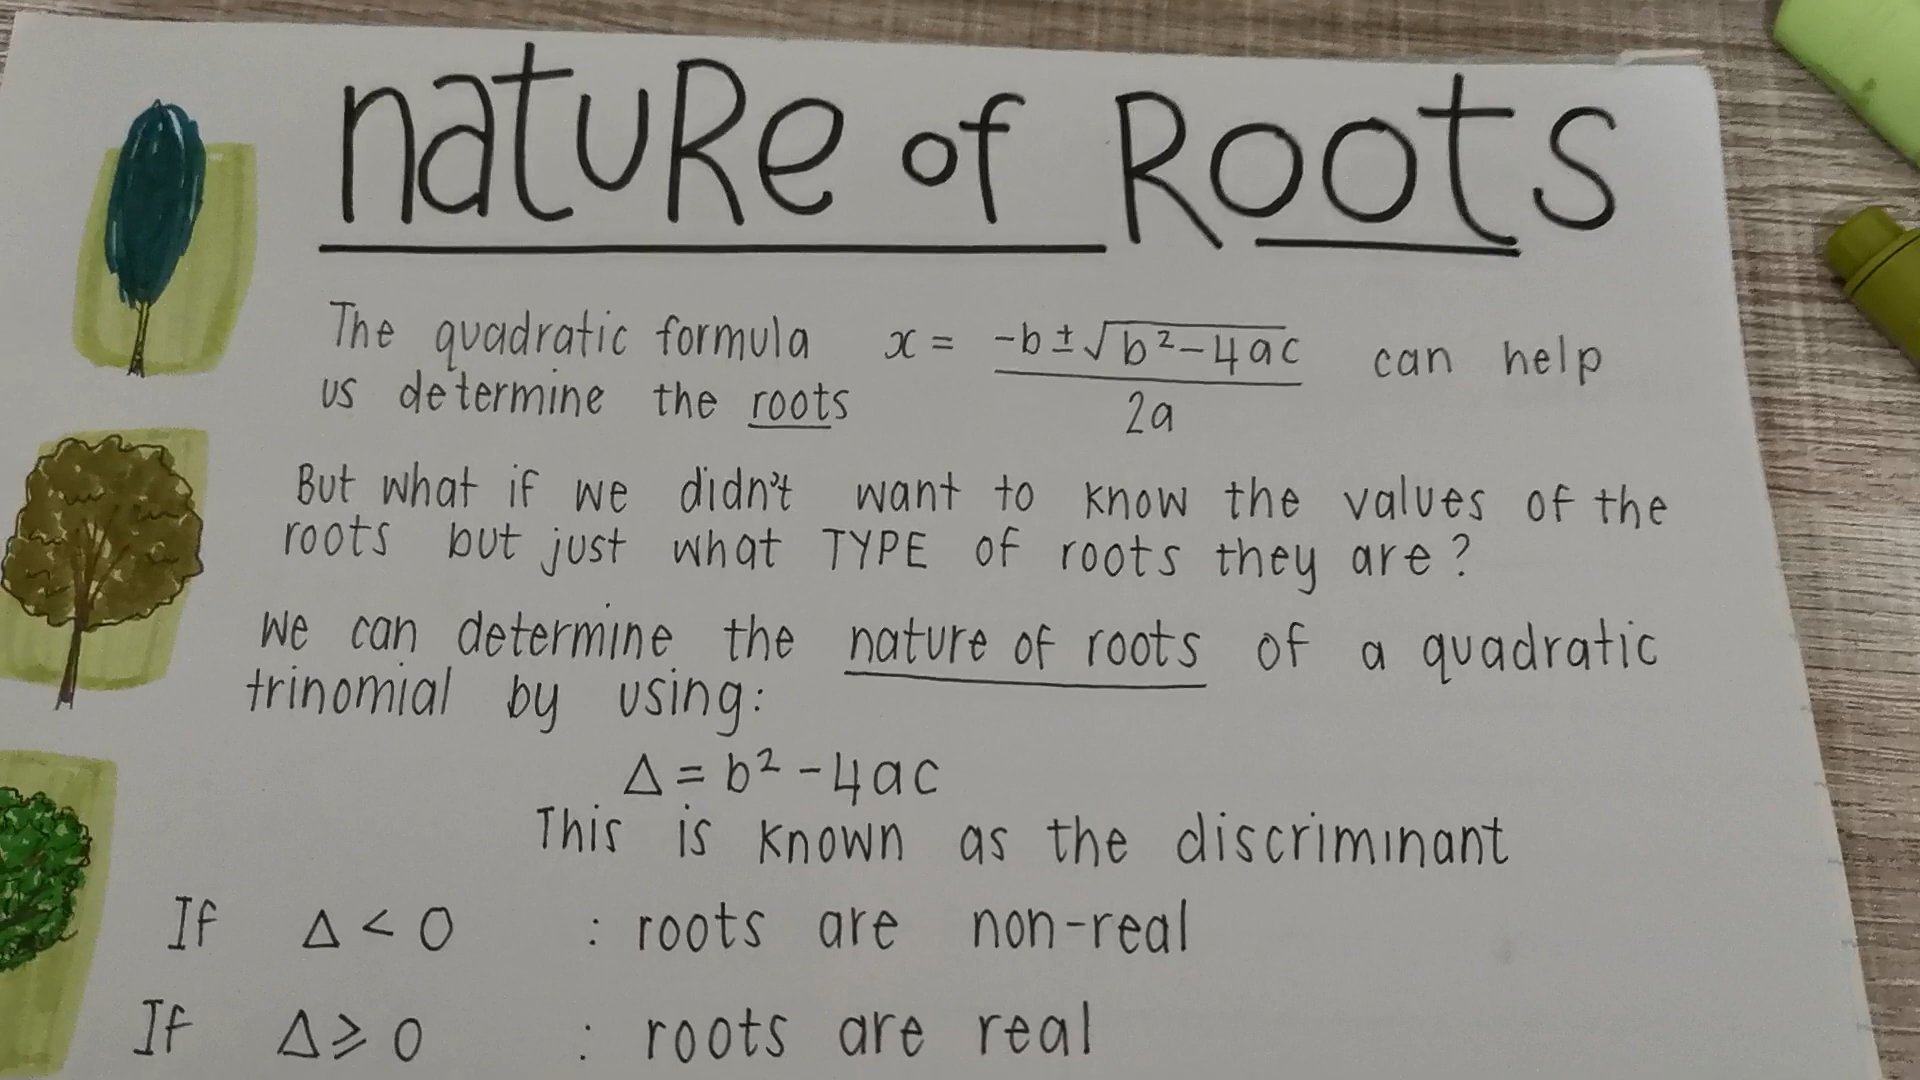 natuRe of Roots
The quadratic formula x = -b ± √b² - 4ac / 2a can help
us determine the roots
But what if we didn't want to know the values of the
roots but just what TYPE of roots they are?
We can determine the nature of roots of a quadratic
trinomial by using:
Δ = b² - 4ac
This is known as the discriminant
If Δ < 0 : roots are non-real
If Δ ⩾ 0 : roots are real